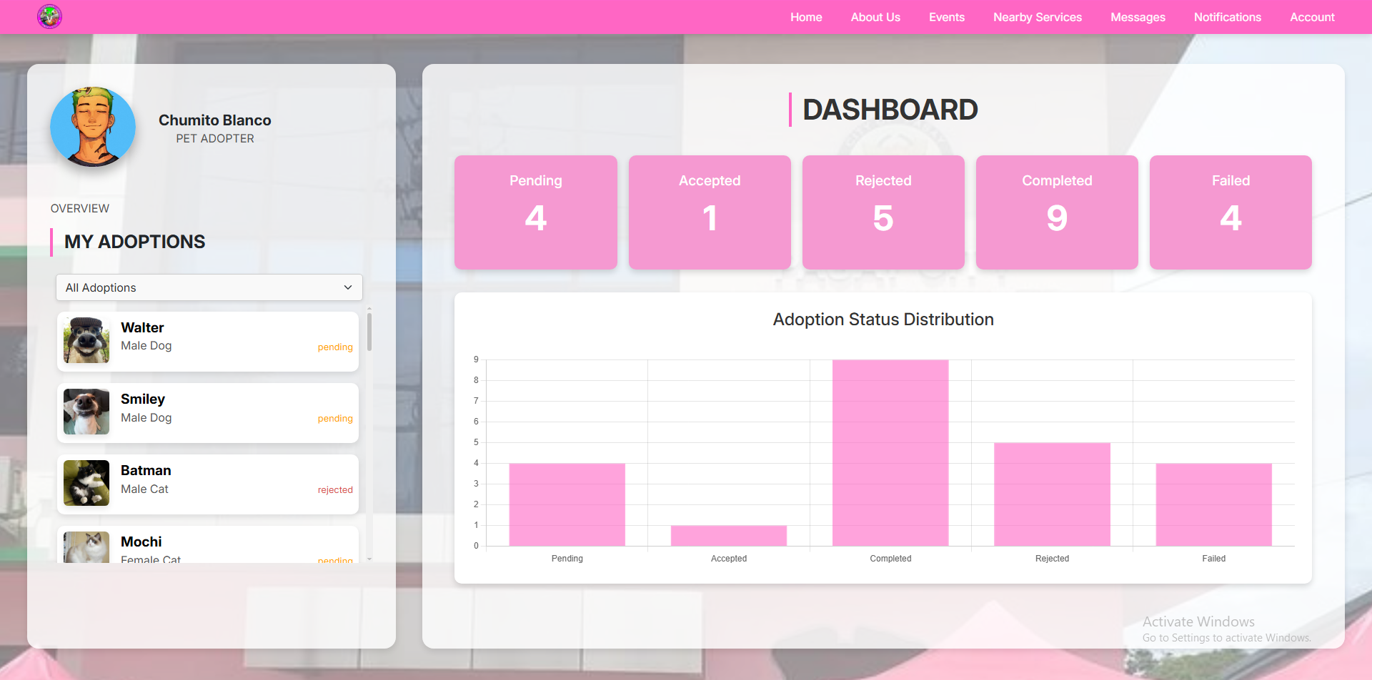 Home About Us Events Nearby Services Messages Notifications Account
Chumito Blanco
PET ADOPTER
OVERVIEW
MY ADOPTIONS
All Adoptions
Walter
Male Dog
pending
Smiley
Male Dog
pending
Batman
Male Cat
rejected
Mochi
Female Cat
pending
DASHBOARD
Pending
4
Accepted
1
Rejected
5
Completed
9
Failed
4
Adoption Status Distribution
9
8
7
6
5
4
3
2
1
0
Pending Accepted Completed Rejected Failed
Activate Windows
Go to Settings to activate Windows.